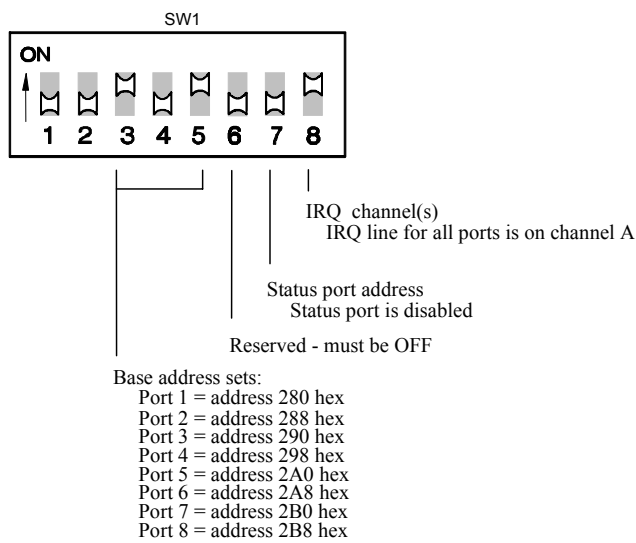 SW1
ON
1 2 3 4 5 6 7 8
IRQ channel(s)
IRQ line for all ports is on channel A
Status port address
Status port is disabled
Reserved - must be OFF
Base address sets:
Port 1 = address 280 hex
Port 2 = address 288 hex
Port 3 = address 290 hex
Port 4 = address 298 hex
Port 5 = address 2A0 hex
Port 6 = address 2A8 hex
Port 7 = address 2B0 hex
Port 8 = address 2B8 hex